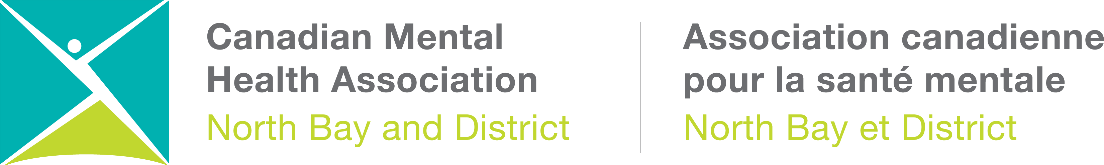 Canadian Mental
Health Association
North Bay and District
Association canadienne
pour la santé mentale
North Bay et District